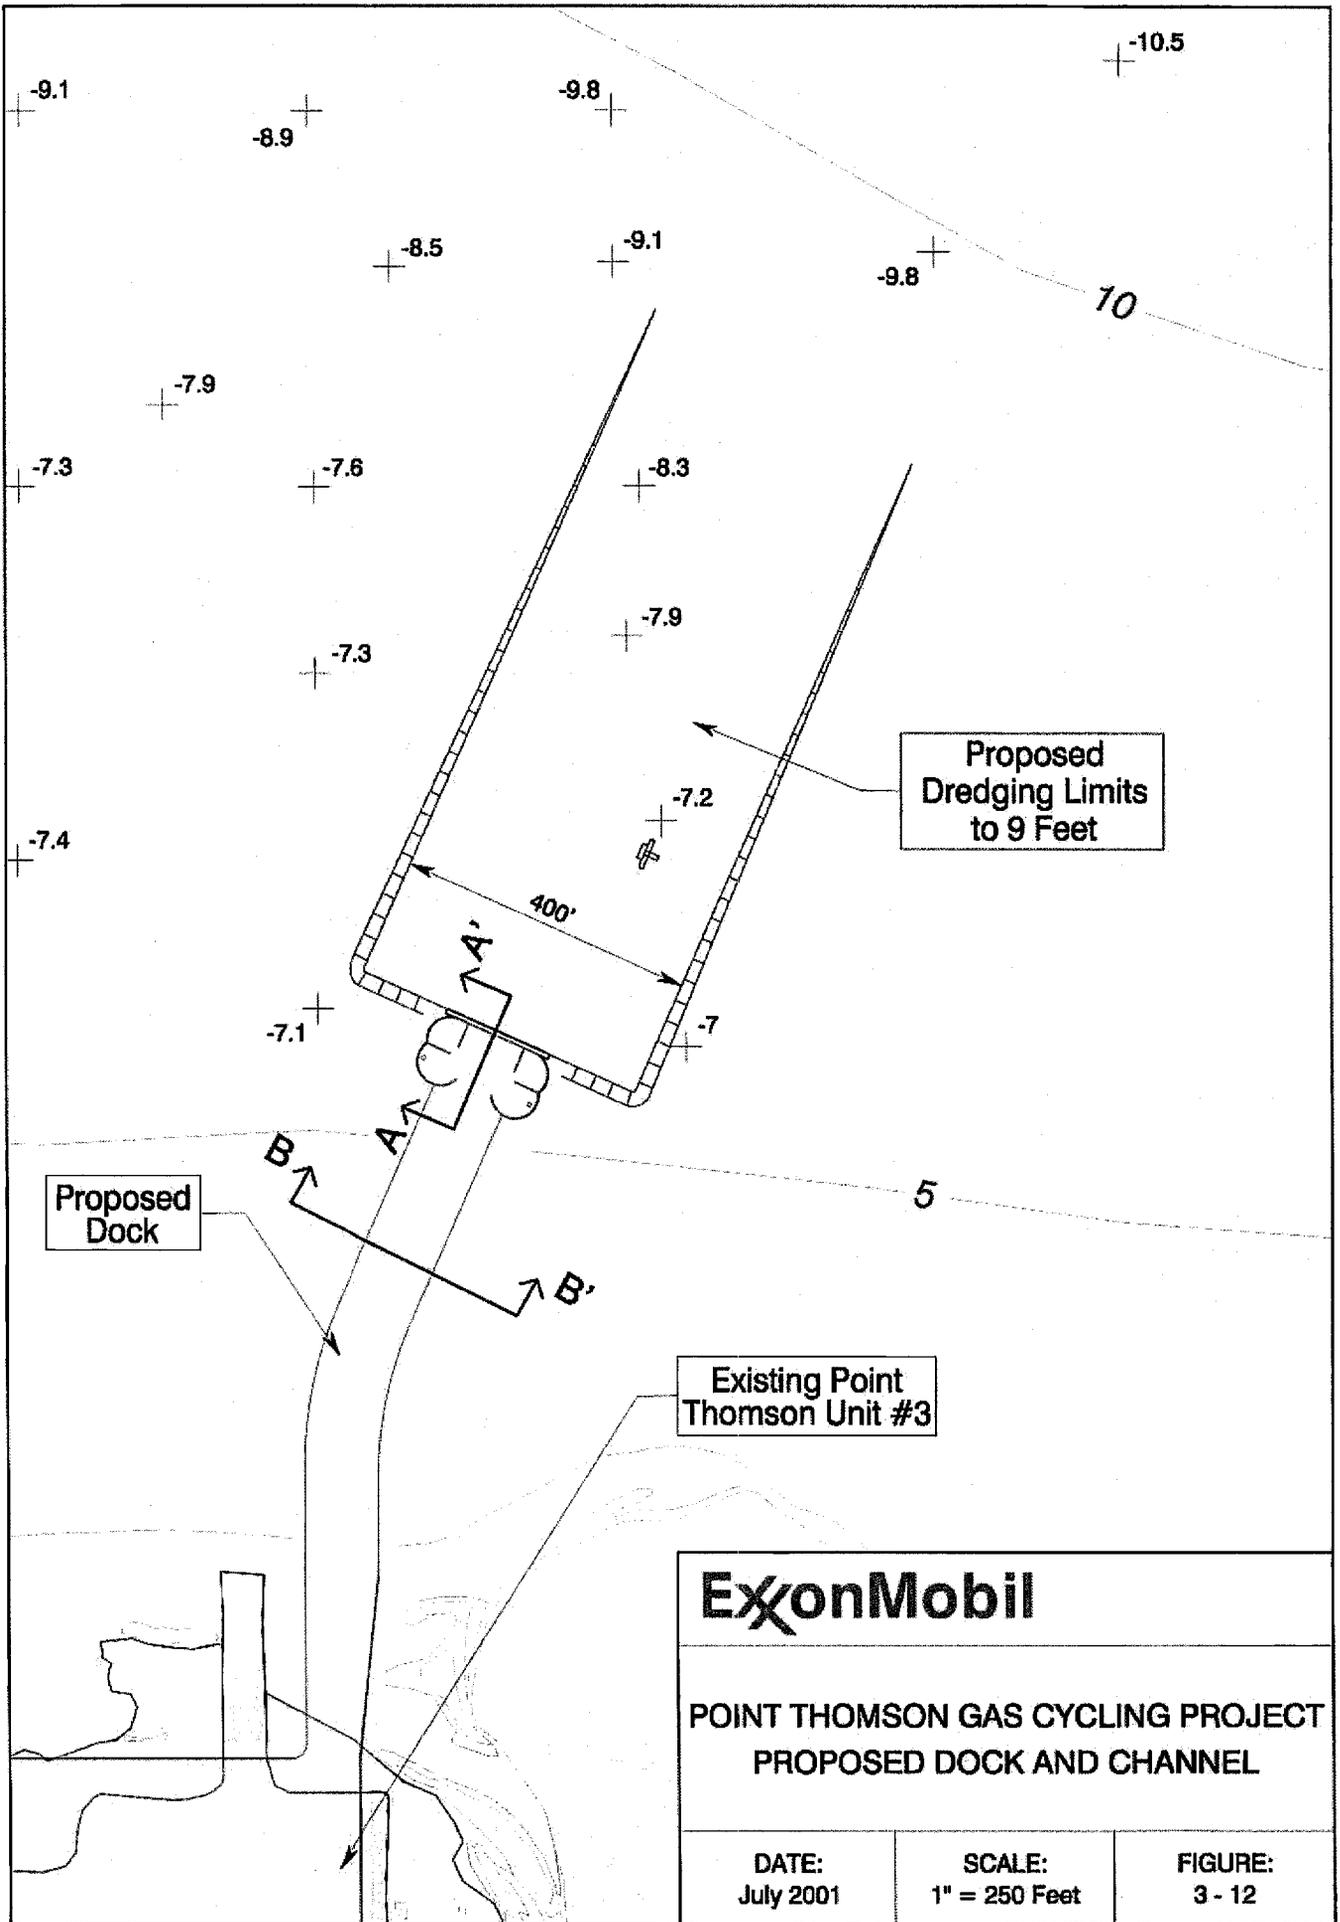 -10.5
-9.1
-8.9
-9.8
-8.5
-9.1
-9.8
10
-7.9
-7.3
-7.6
-8.3
-7.9
-7.3
Proposed
Dredging Limits
to 9 Feet
-7.2
-7.4
400'
A'
-7.1
-7
A
B
5
Proposed
Dock
B'
Existing Point
Thomson Unit #3
ExxonMobil
POINT THOMSON GAS CYCLING PROJECT
PROPOSED DOCK AND CHANNEL
DATE:
July 2001
SCALE:
1" = 250 Feet
FIGURE:
3 - 12